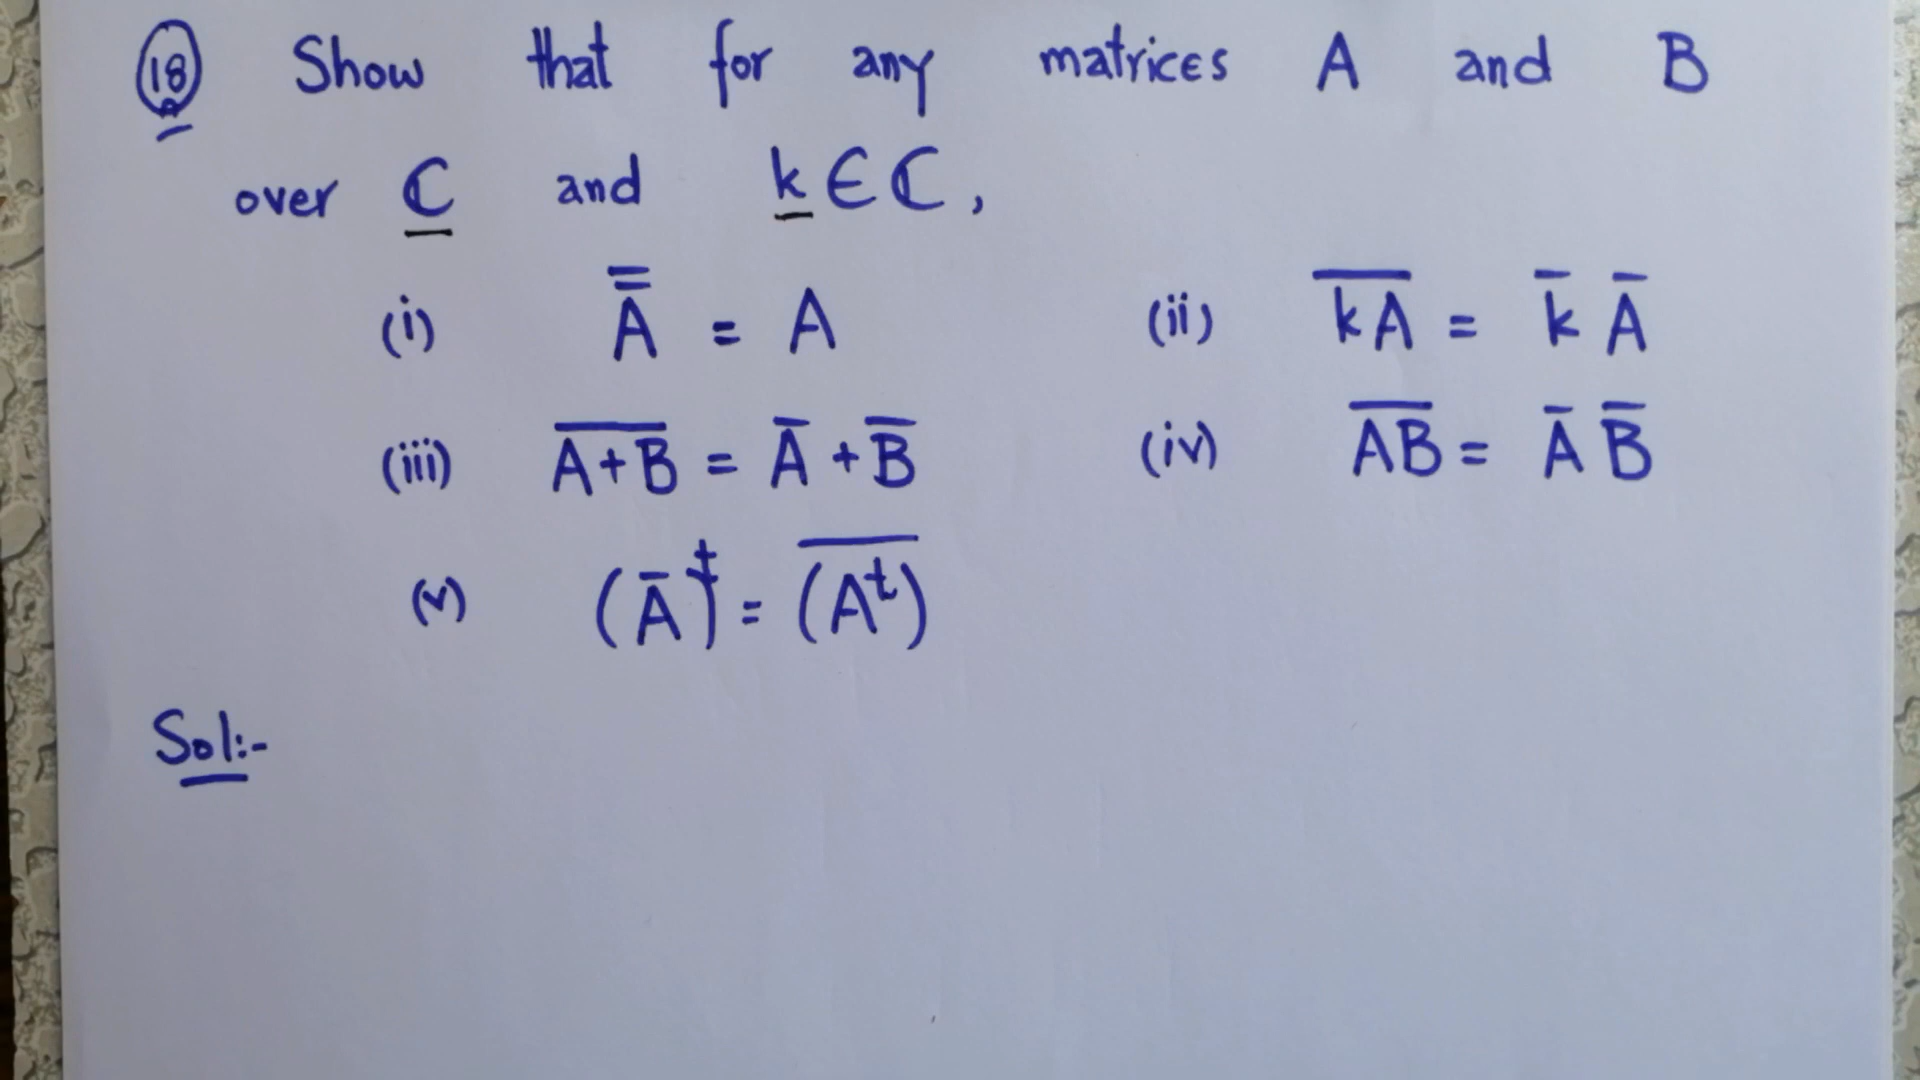 18 Show that for any matrices A and B
over ℂ and k ∈ ℂ,
(i) A̿ = A (ii) \overline{kA} = k̄ Ā
(iii) \overline{A+B} = Ā + B̄ (iv) \overline{AB} = Ā B̄
(v) (Ā)ᵗ = \overline{(Aᵗ)}
Sol:-